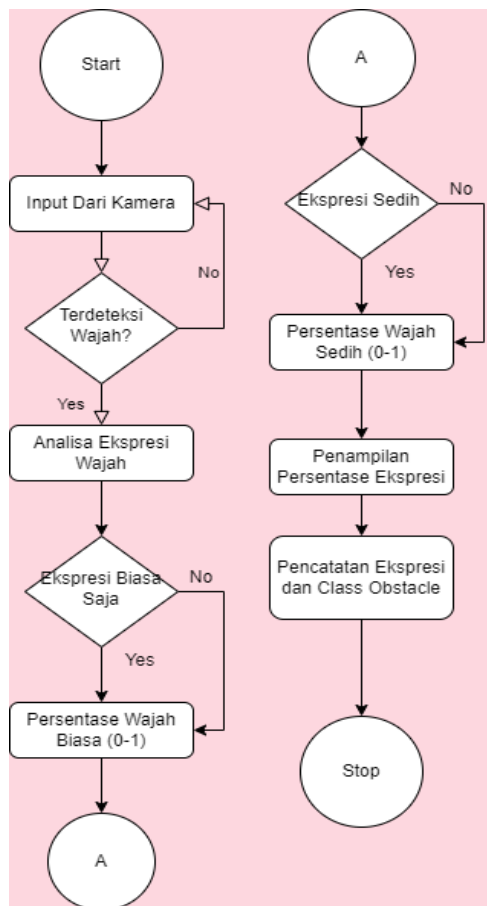 Start
Input Dari Kamera
No
Terdeteksi
Wajah?
Yes
Analisa Ekspresi
Wajah
Ekspresi Biasa
Saja
No
Yes
Persentase Wajah
Biasa (0-1)
A
A
Ekspresi Sedih
No
Yes
Persentase Wajah
Sedih (0-1)
Penampilan
Persentase Ekspresi
Pencatatan Ekspresi
dan Class Obstacle
Stop